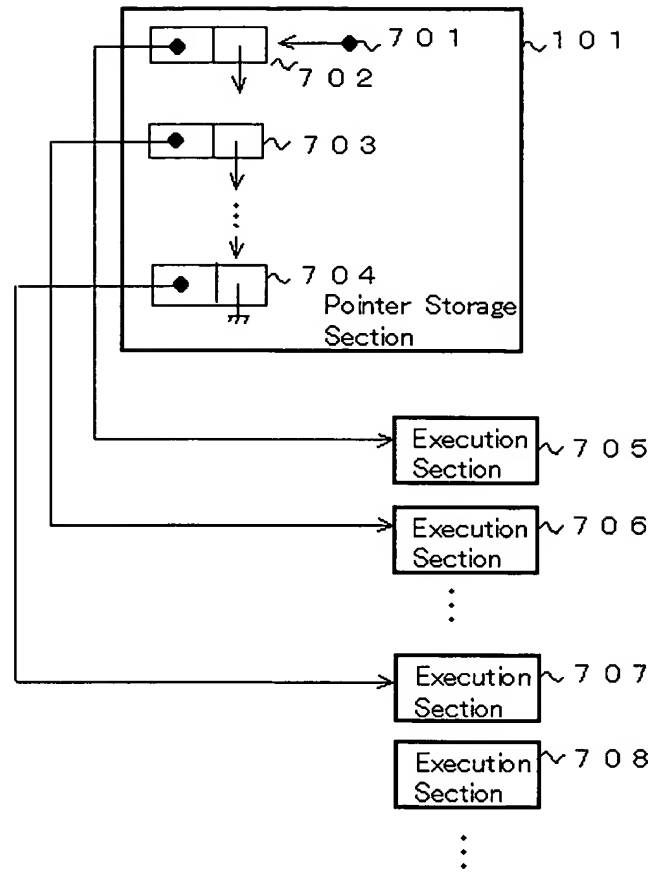 701
101
702
703
704
Pointer Storage
Section
Execution
Section
705
Execution
Section
706
Execution
Section
707
Execution
Section
708